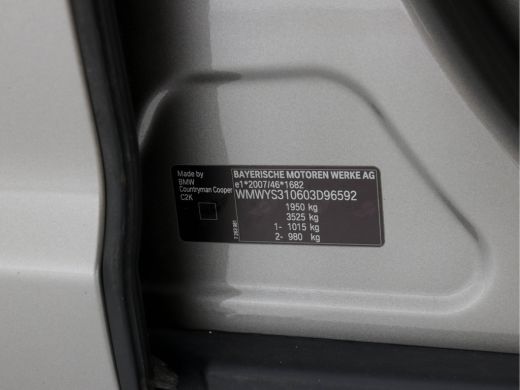 Made by
BMW
Countryman Cooper
C2K
BAYERISCHE MOTOREN WERKE AG
e1*2007/46*1682
WMWYS310603D96592
1950 kg
3525 kg
1- 1015 kg
2- 980 kg